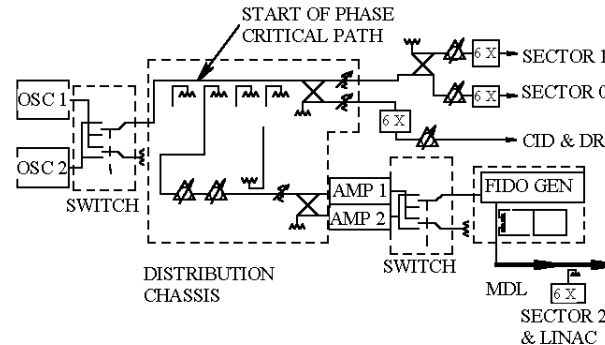 START OF PHASE
CRITICAL PATH
6 X
SECTOR 1
OSC 1
6 X
SECTOR 0
6 X
CID & DR
OSC 2
SWITCH
AMP 1
FIDO GEN
AMP 2
SWITCH
DISTRIBUTION
CHASSIS
MDL
6 X
SECTOR 2
& LINAC